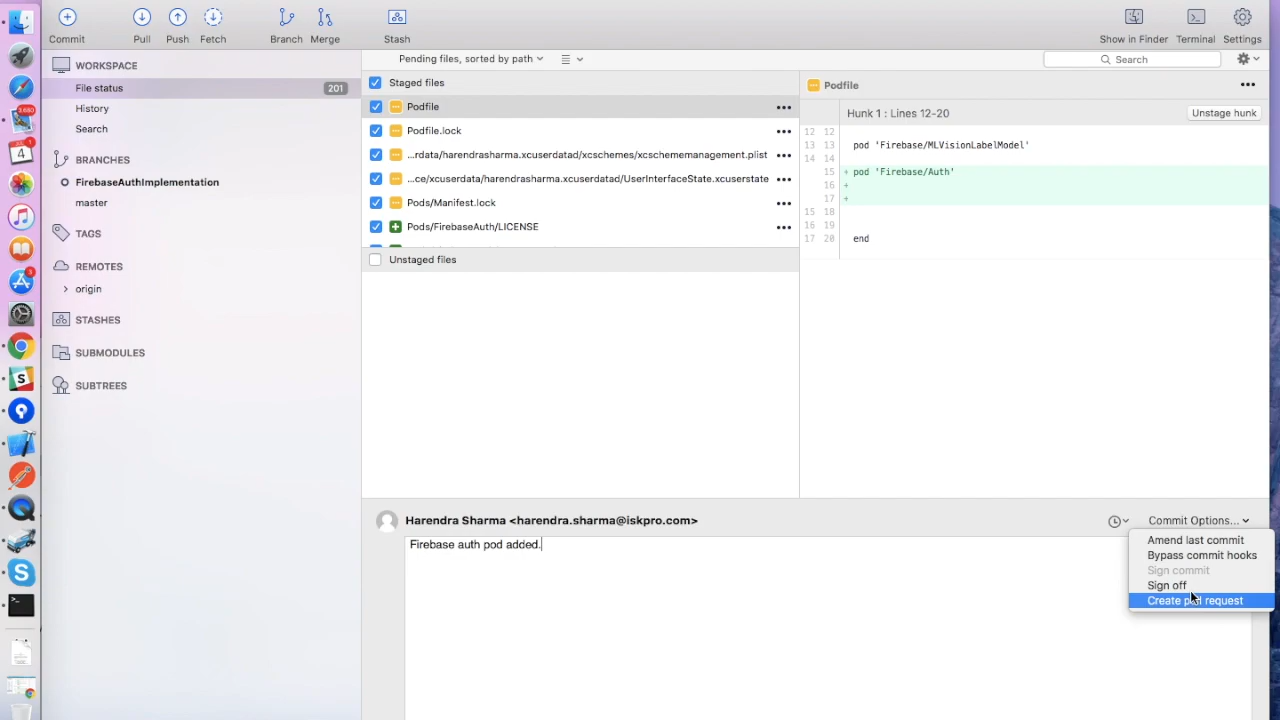 Commit
Pull
Push
Fetch
Branch
Merge
Stash
Show in Finder
Terminal
Settings
Pending files, sorted by path
Search
WORKSPACE
File status
201
History
Search
BRANCHES
FirebaseAuthImplementation
master
TAGS
REMOTES
origin
STASHES
SUBMODULES
SUBTREES
Staged files
Podfile
Podfile.lock
...rdata/harendrasharma.xcuserdatad/xcschemes/xcschememanagement.plist
...ce/xcuserdata/harendrasharma.xcuserdatad/UserInterfaceState.xcuserstate
Pods/Manifest.lock
Pods/FirebaseAuth/LICENSE
Unstaged files
Podfile
Hunk 1 : Lines 12-20
Unstage hunk
12 12
13 13 pod 'Firebase/MLVisionLabelModel'
14 14
15 + pod 'Firebase/Auth'
16 +
17 +
15 18
16 19
17 20 end
Harendra Sharma <harendra.sharma@iskpro.com>
Commit Options...
Firebase auth pod added.
Amend last commit
Bypass commit hooks
Sign commit
Sign off
Create pull request
3,680
1
4
3
S
S